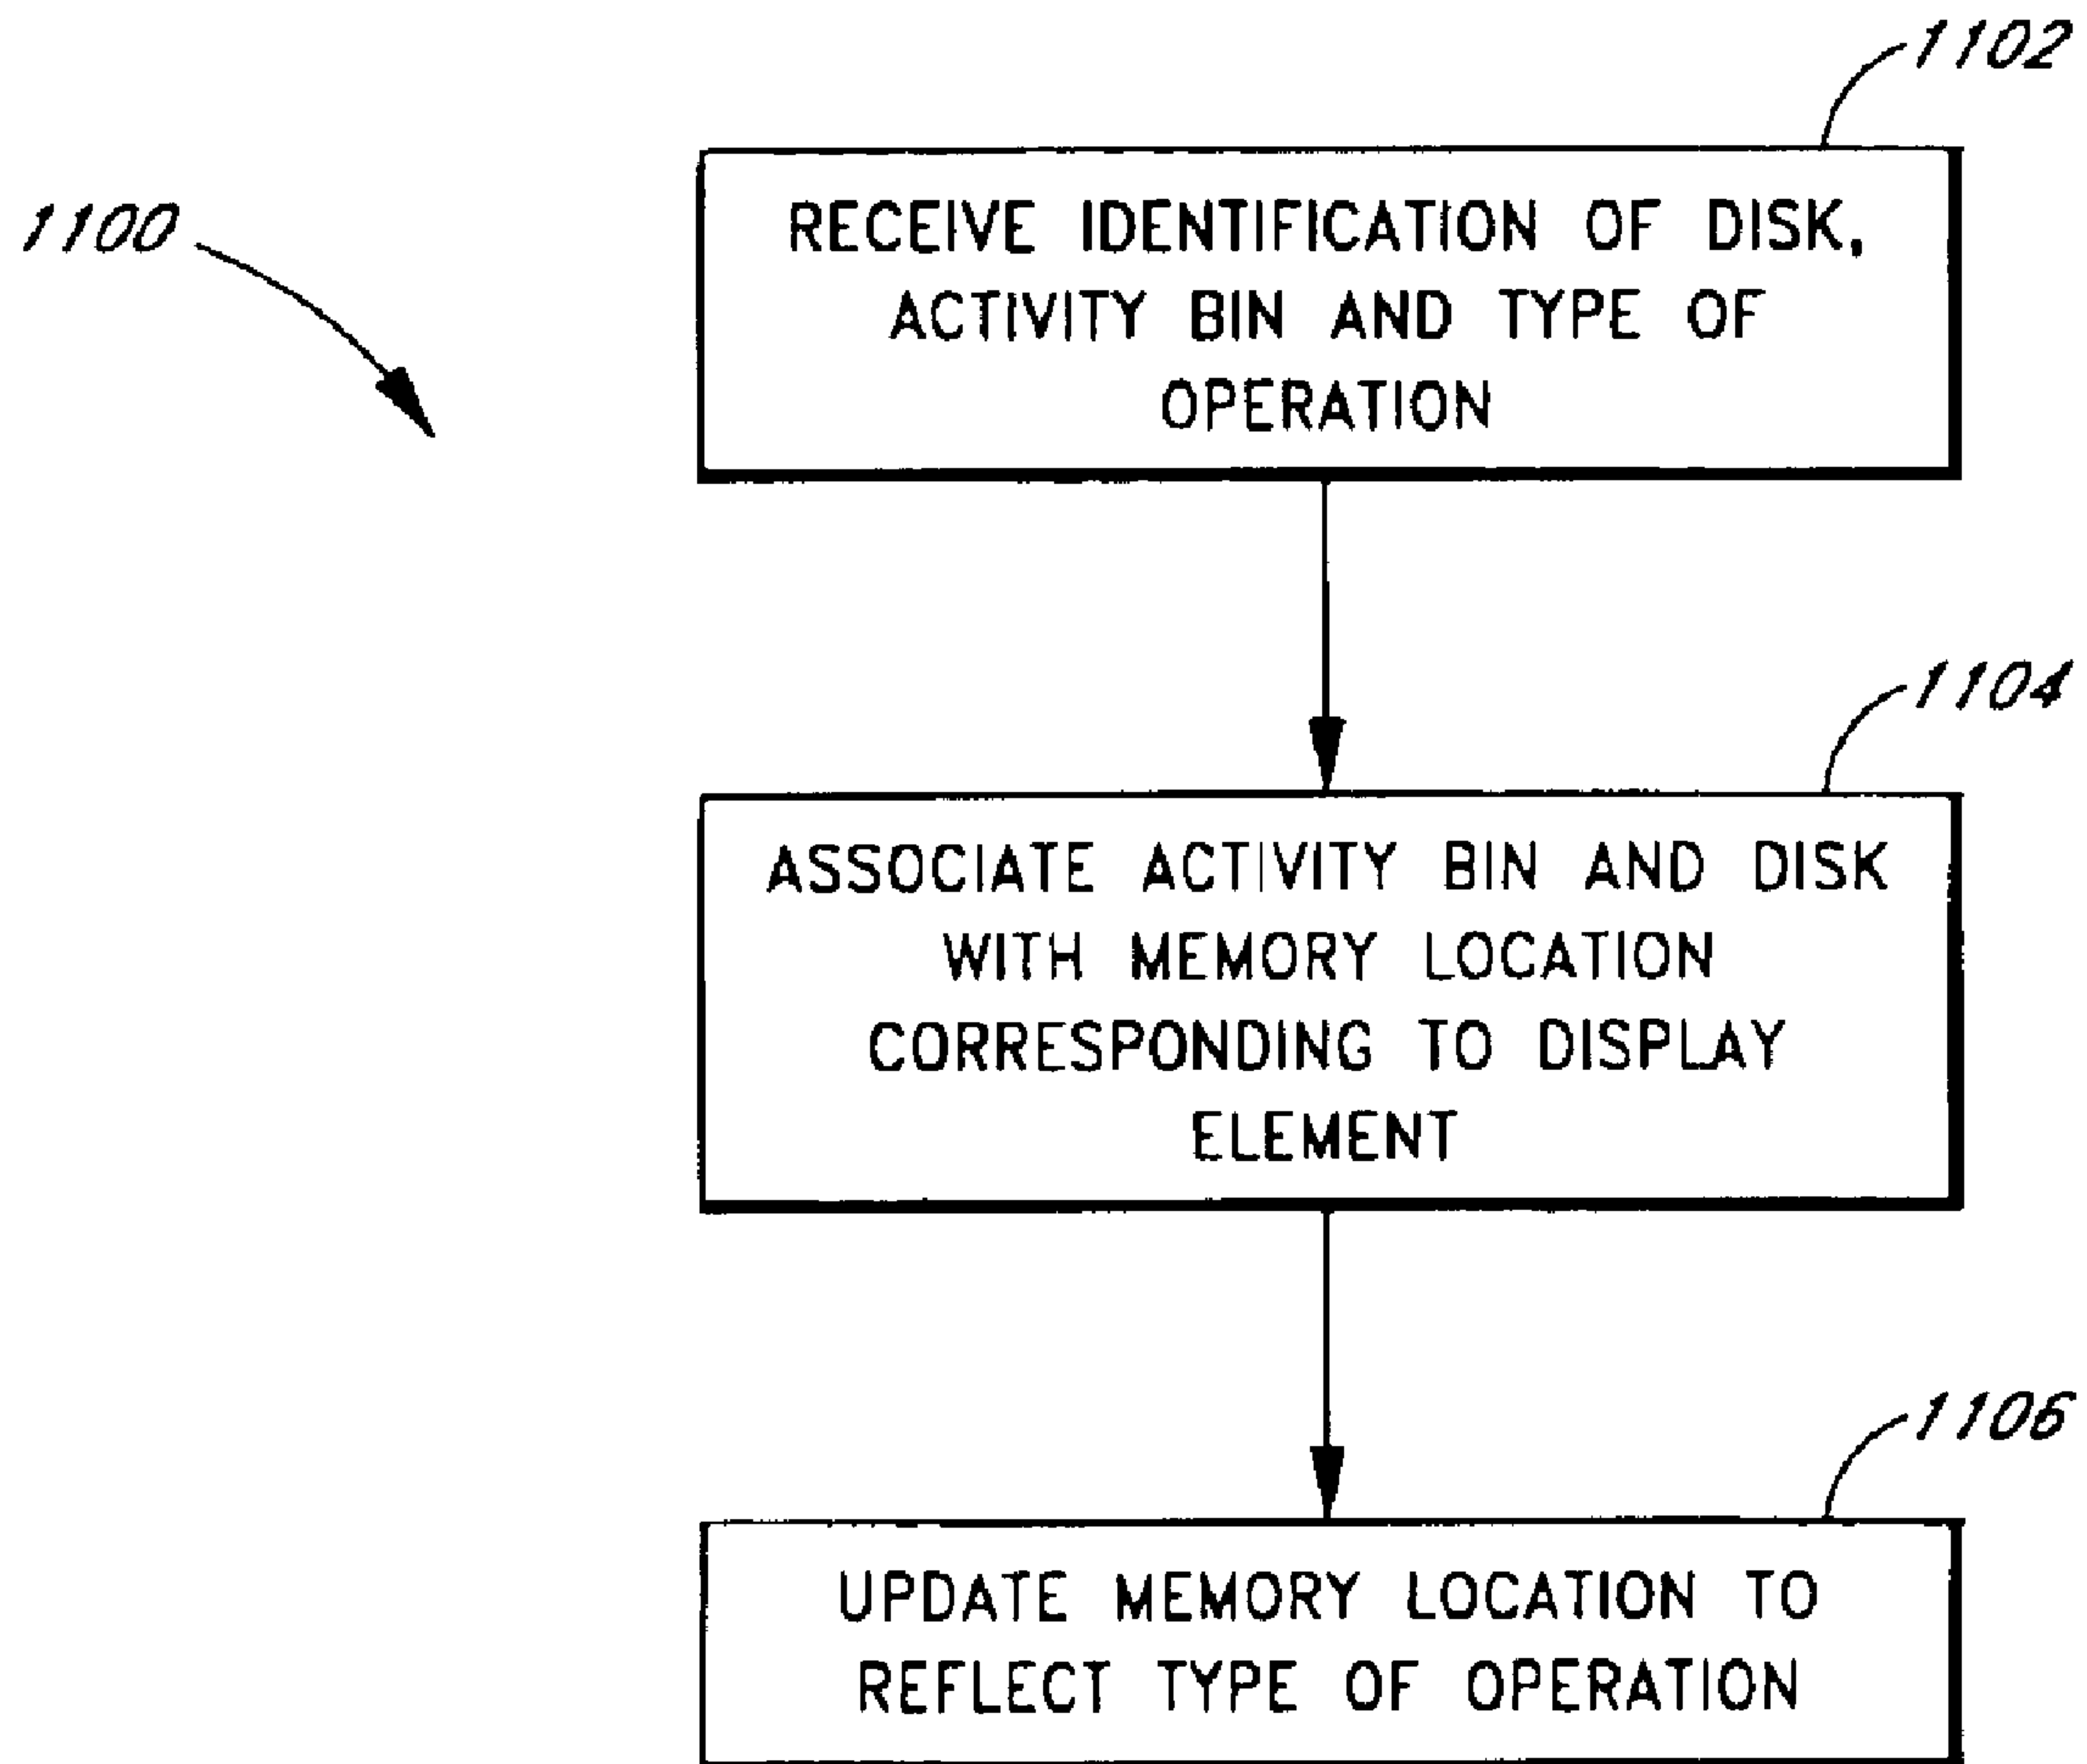 1102
1100
RECEIVE IDENTIFICATION OF DISK,
ACTIVITY BIN AND TYPE OF
OPERATION
1104
ASSOCIATE ACTIVITY BIN AND DISK
WITH MEMORY LOCATION
CORRESPONDING TO DISPLAY
ELEMENT
1106
UPDATE MEMORY LOCATION TO
REFLECT TYPE OF OPERATION